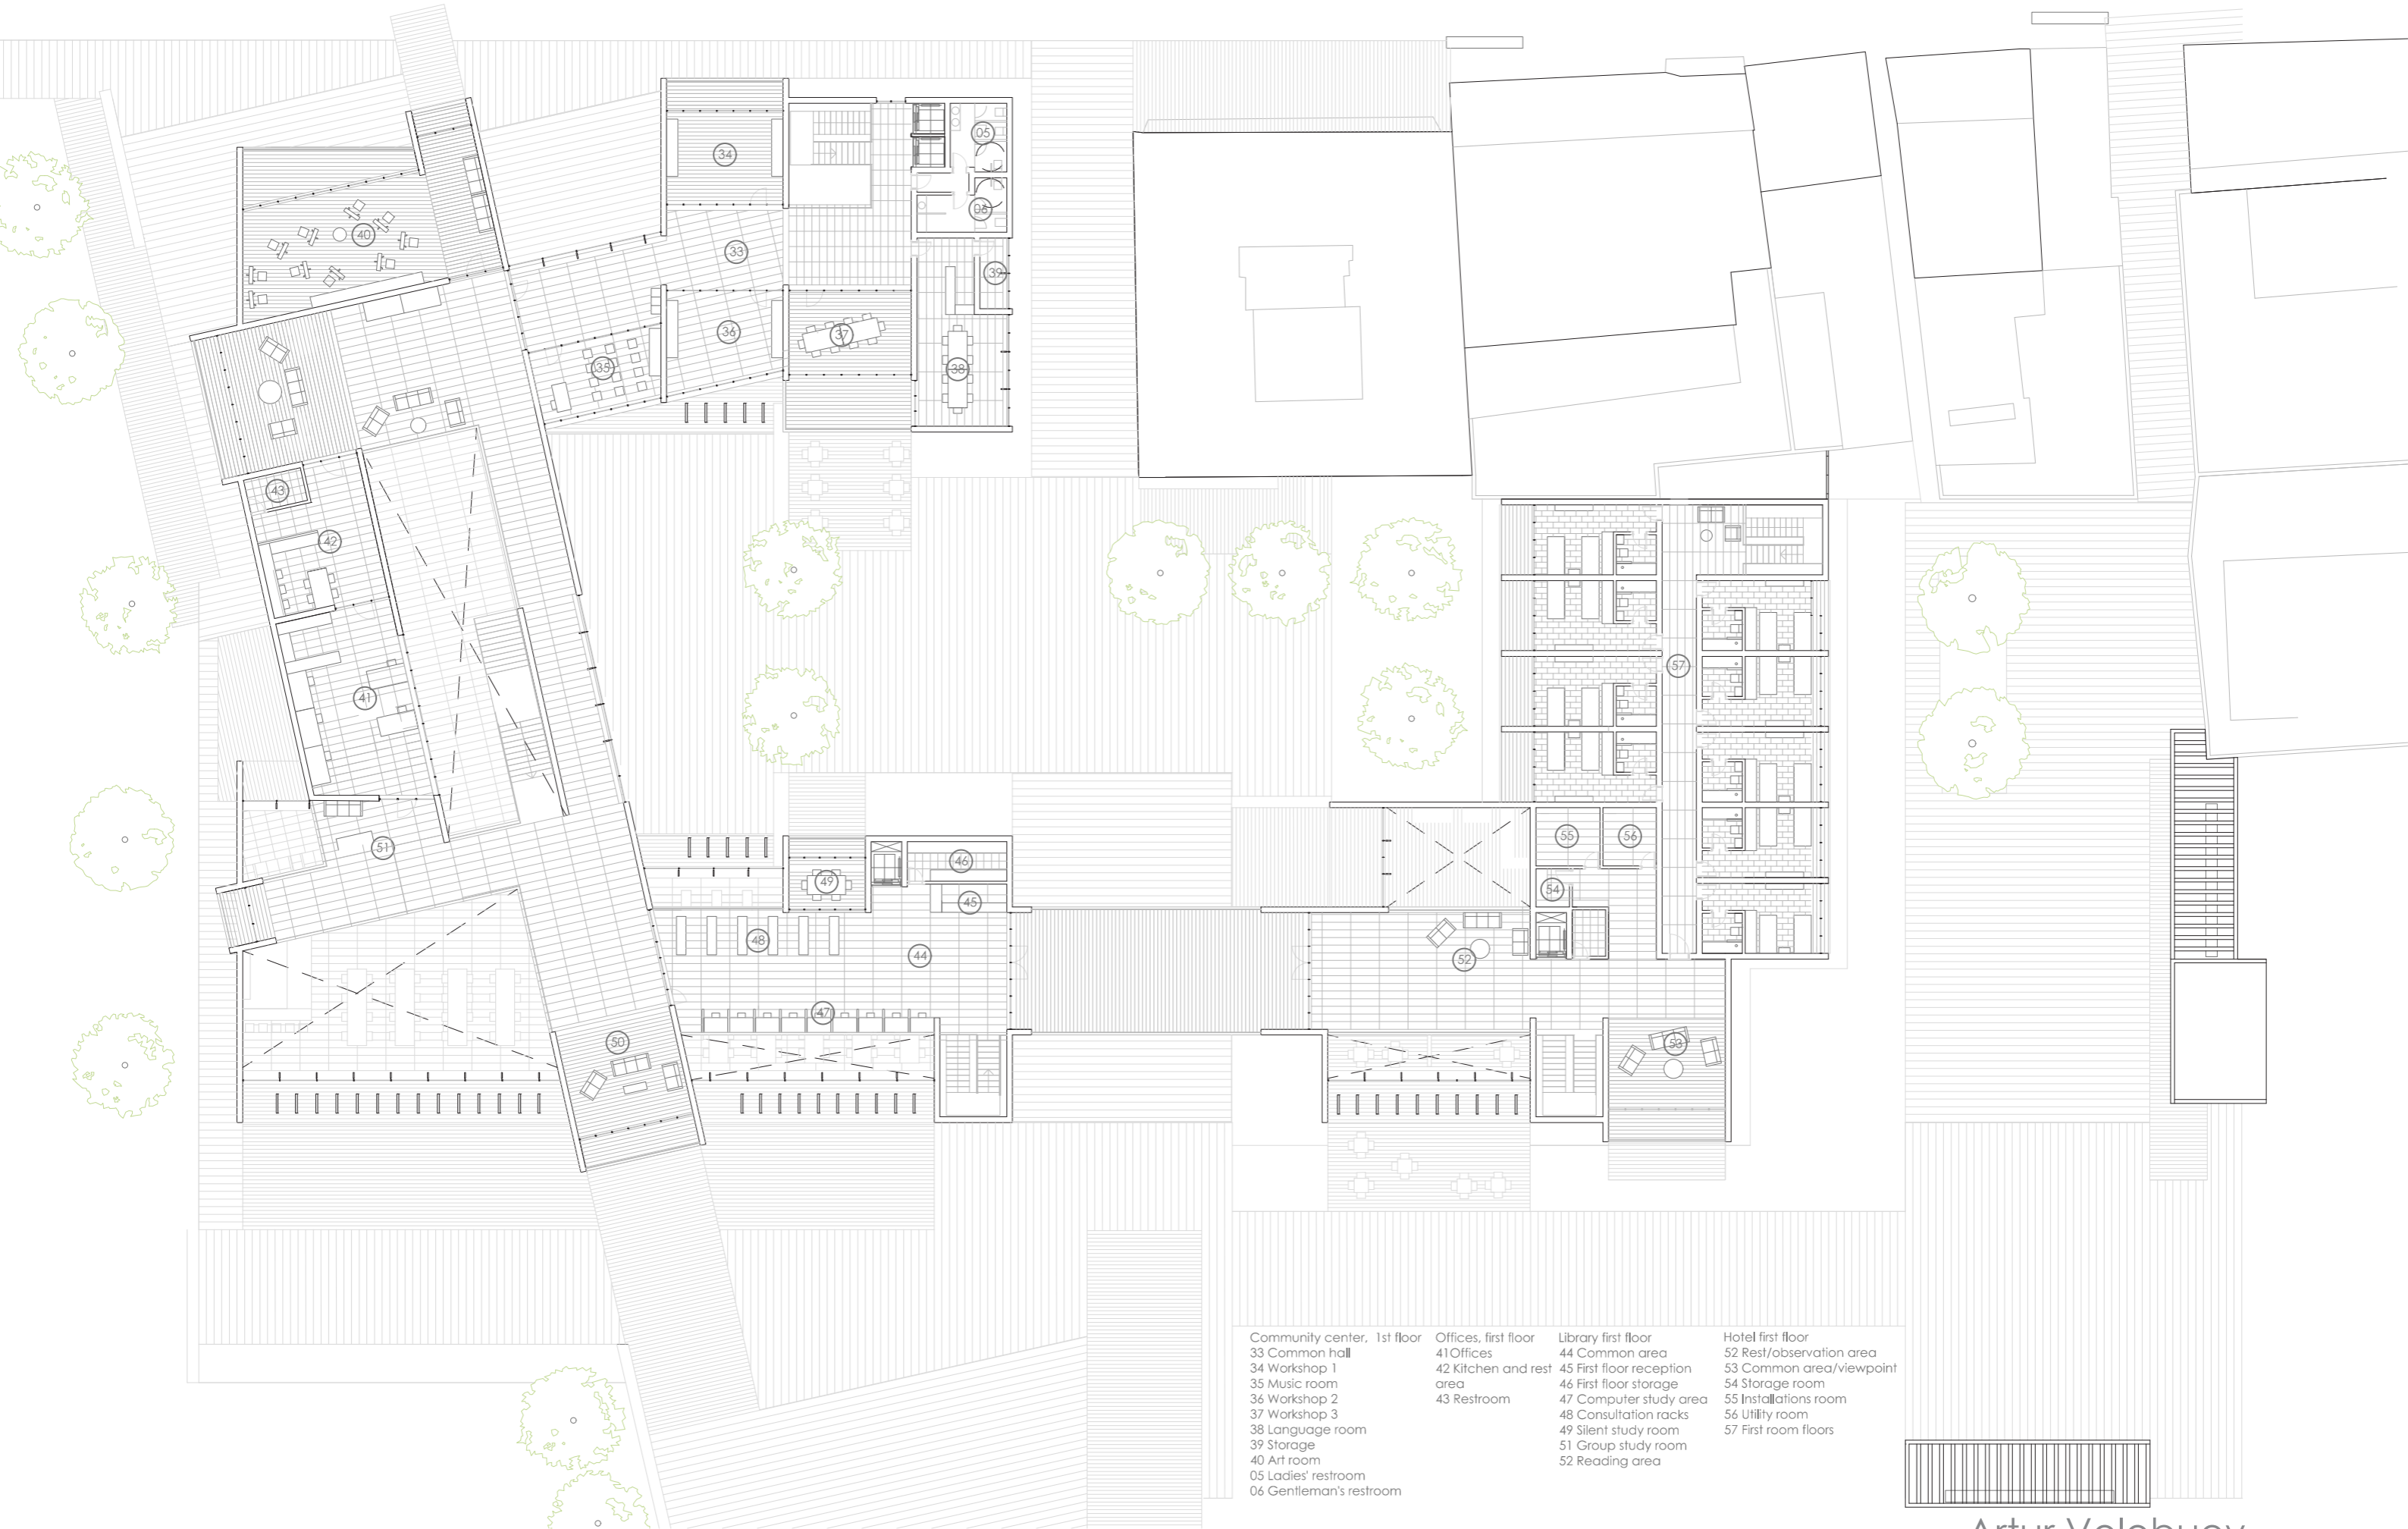 34
05
06
40
33
39
36
37
35
38
43
42
57
41
55
56
51
46
49
54
45
48
44
52
47
50
53
Community center, 1st floor
33 Common hall
34 Workshop 1
35 Music room
36 Workshop 2
37 Workshop 3
38 Language room
39 Storage
40 Art room
05 Ladies' restroom
06 Gentleman's restroom
Offices, first floor
41Offices
42 Kitchen and rest
area
43 Restroom
Library first floor
44 Common area
45 First floor reception
46 First floor storage
47 Computer study area
48 Consultation racks
49 Silent study room
51 Group study room
52 Reading area
Hotel first floor
52 Rest/observation area
53 Common area/viewpoint
54 Storage room
55 Installations room
56 Utility room
57 First room floors